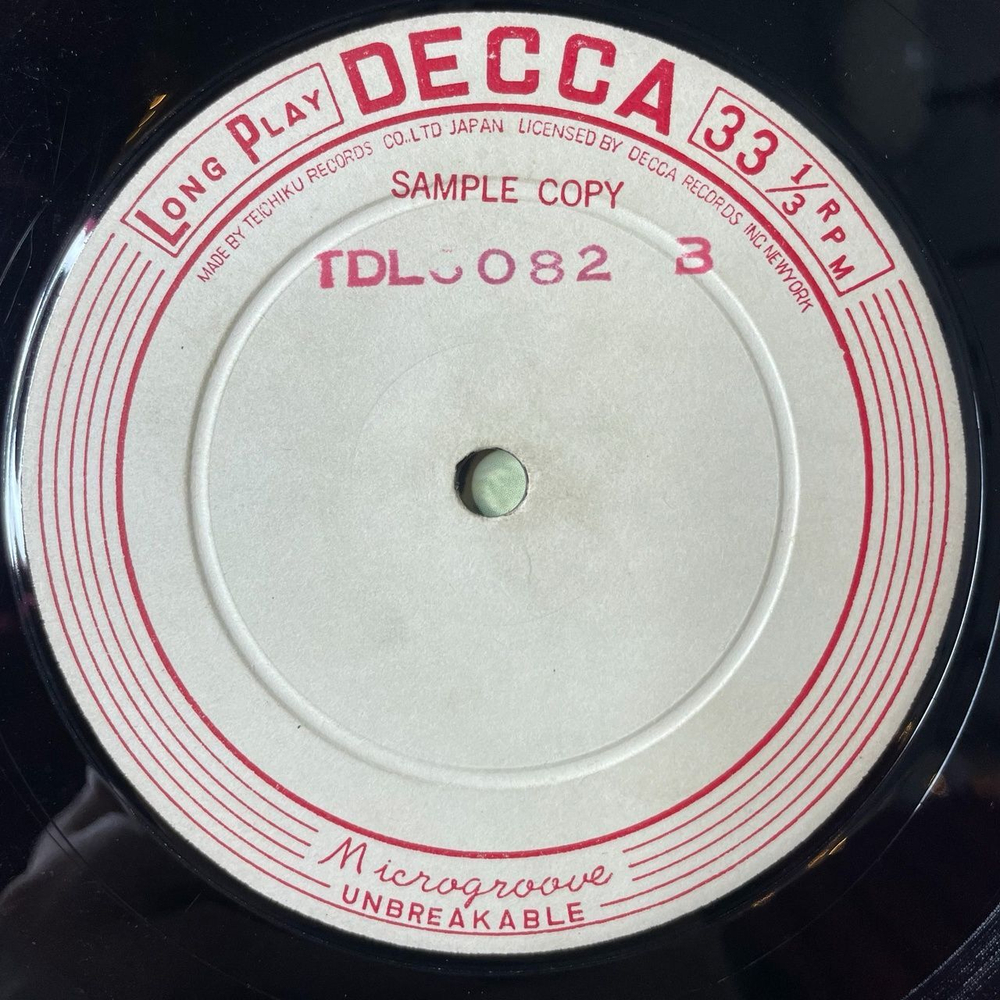 DECCA
LONG PLAY
33 1/3 RPM
MADE BY TEICHIKU RECORDS CO.,LTD JAPAN LICENSED BY DECCA RECORDS, INC. NEWYORK
SAMPLE COPY
082 B
Microgroove
UNBREAKABLE